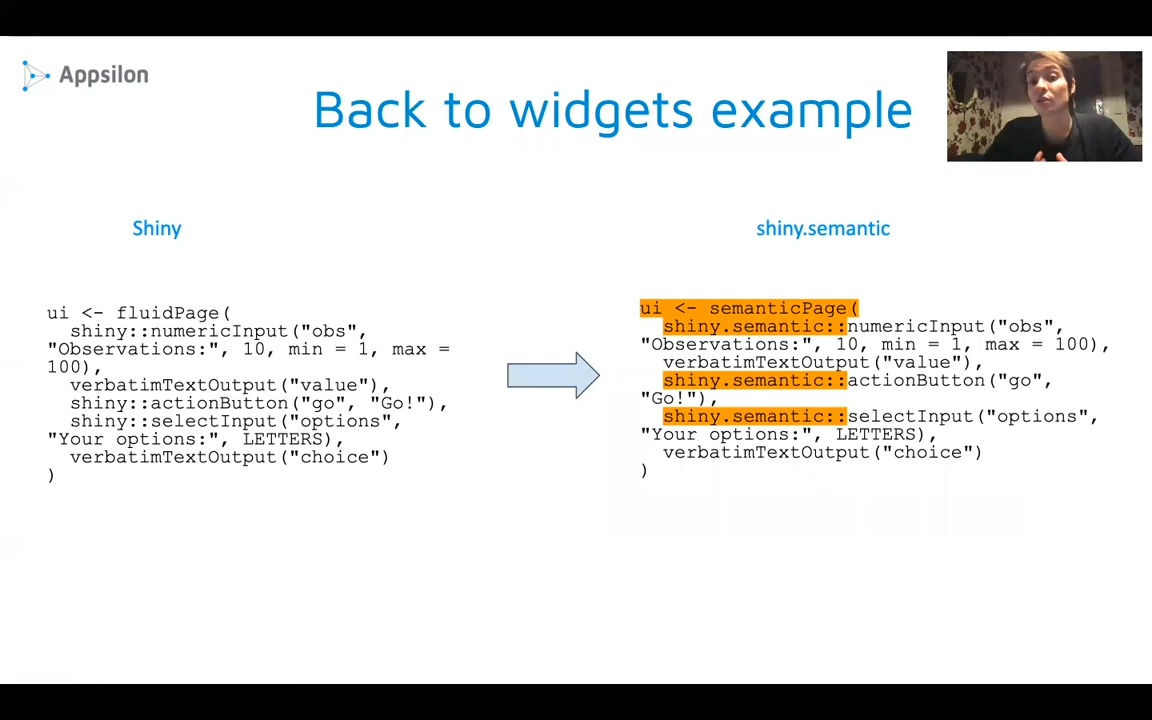 Appsilon
Back to widgets example
Shiny
ui <- fluidPage(
  shiny::numericInput("obs",
"Observations:", 10, min = 1, max =
100),
  verbatimTextOutput("value"),
  shiny::actionButton("go", "Go!"),
  shiny::selectInput("options",
"Your options:", LETTERS),
  verbatimTextOutput("choice")
)
shiny.semantic
ui <- semanticPage(
  shiny.semantic::numericInput("obs",
"Observations:", 10, min = 1, max = 100),
  verbatimTextOutput("value"),
  shiny.semantic::actionButton("go",
"Go!"),
  shiny.semantic::selectInput("options",
"Your options:", LETTERS),
  verbatimTextOutput("choice")
)